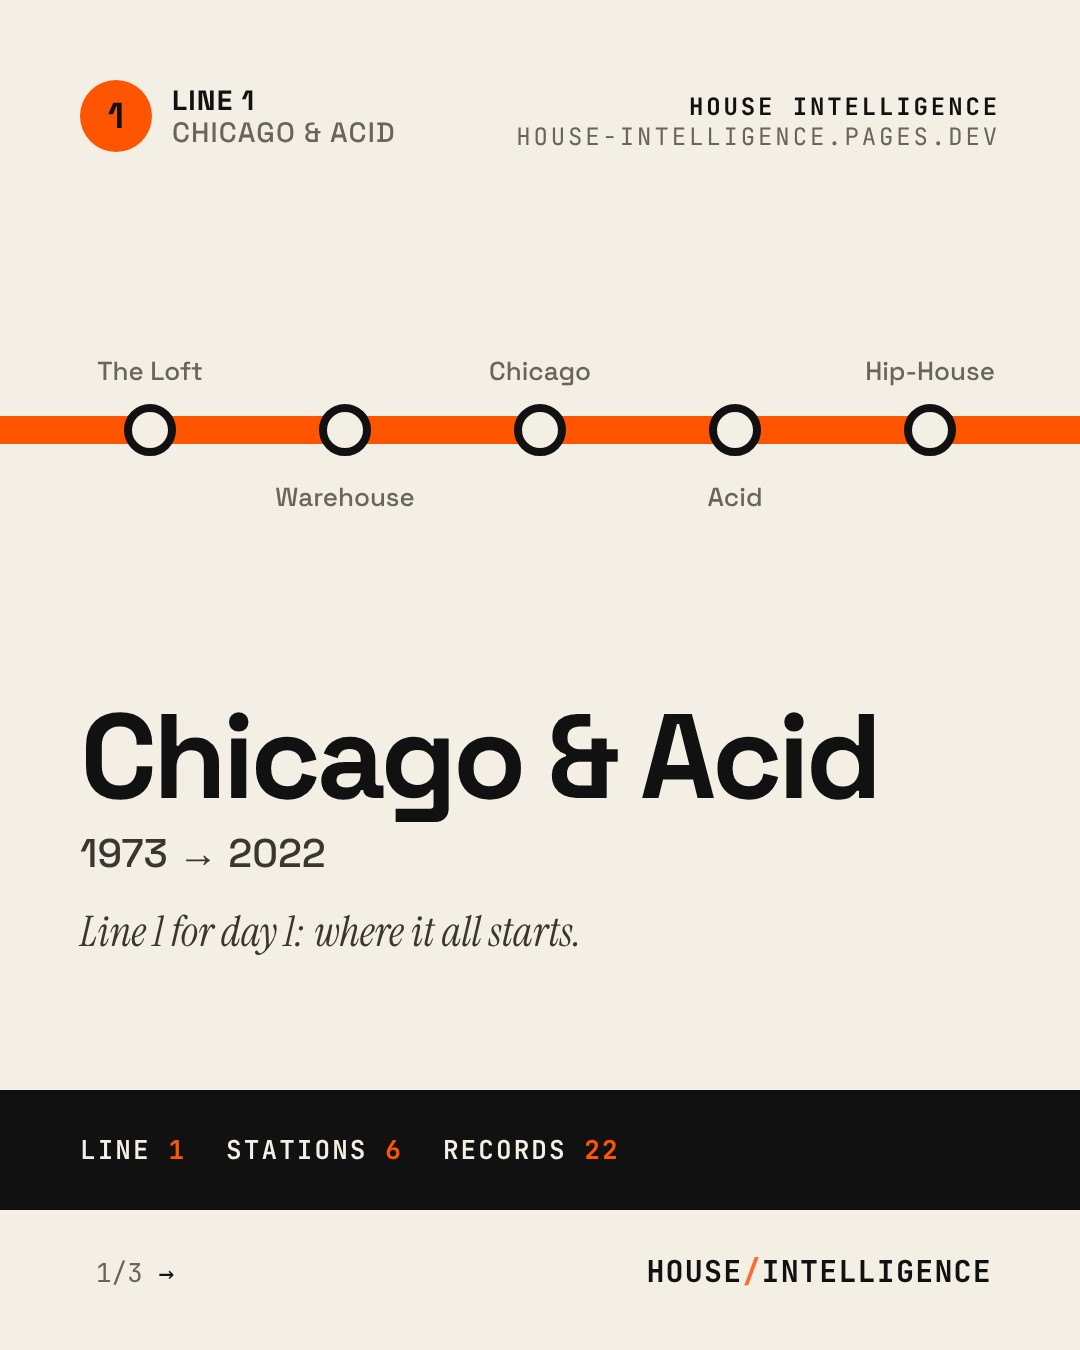 1
LINE 1
CHICAGO & ACID
HOUSE INTELLIGENCE
HOUSE-INTELLIGENCE.PAGES.DEV
The Loft
Chicago
Hip-House
Warehouse
Acid
Chicago & Acid
1973 → 2022
Line 1 for day 1: where it all starts.
LINE 1 STATIONS 6 RECORDS 22
1/3 →
HOUSE/INTELLIGENCE